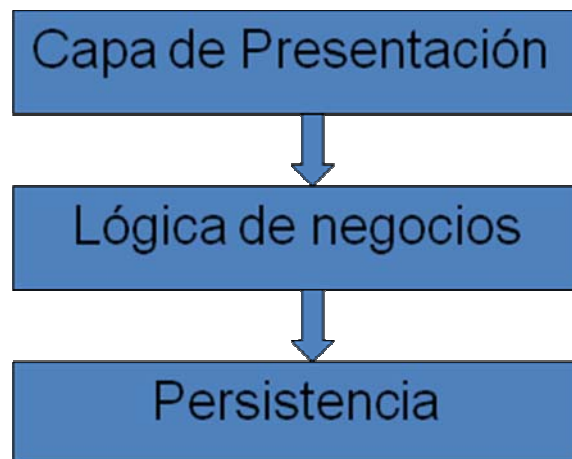 Capa de Presentación
Lógica de negocios
Persistencia